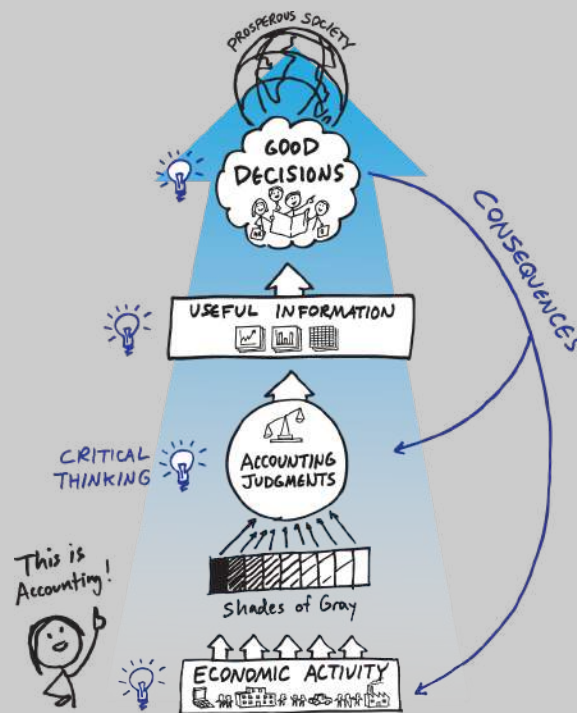 PROSPEROUS SOCIETY
GOOD
DECISIONS
CONSEQUENCES
USEFUL INFORMATION
CRITICAL
THINKING
ACCOUNTING
JUDGMENTS
This is
Accounting!
Shades of Gray
ECONOMIC ACTIVITY